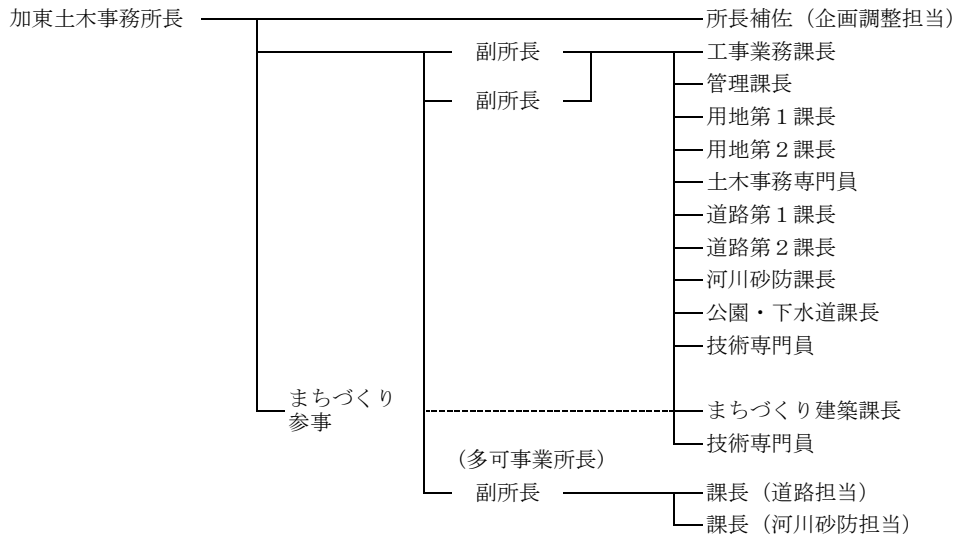 加東土木事務所長 所長補佐（企画調整担当）
副所長 工事業務課長
管理課長
副所長
用地第１課長
用地第２課長
土木事務専門員
道路第１課長
道路第２課長
河川砂防課長
公園・下水道課長
技術専門員
まちづくり
参事
まちづくり建築課長
技術専門員
（多可事業所長）
副所長 課長（道路担当）
課長（河川砂防担当）